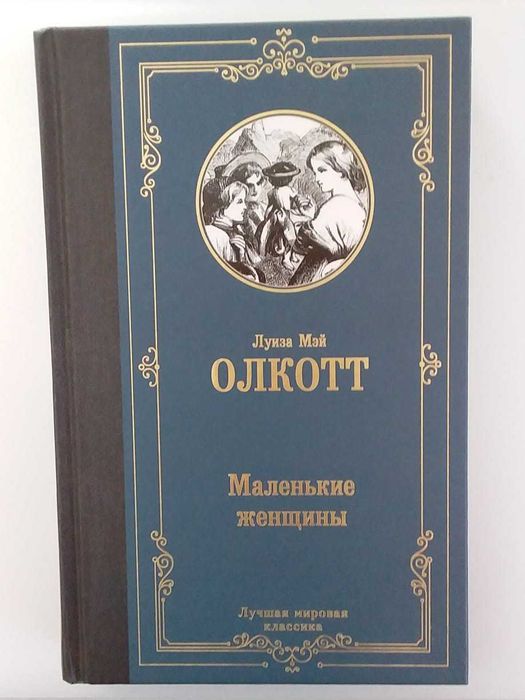 Луиза Мэй
ОЛКОТТ
Маленькие
женщины
Лучшая мировая
классика